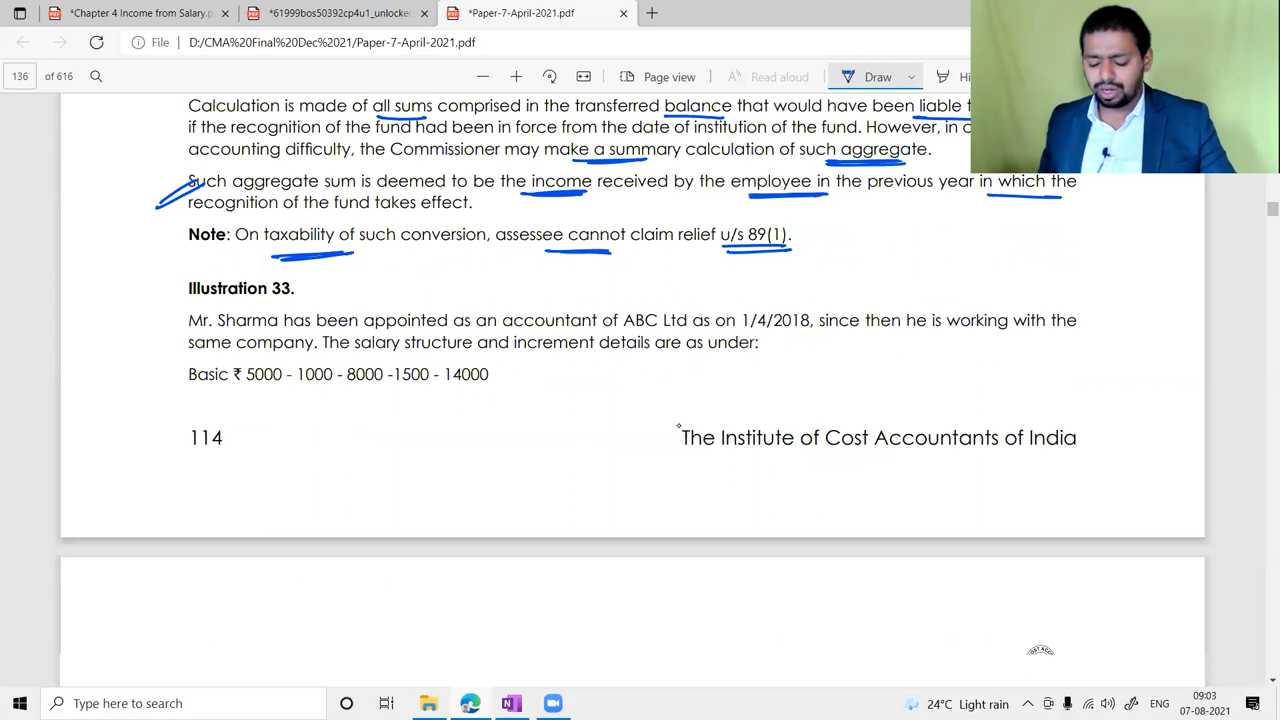 *Chapter 4 Income from Salary.p
*61999bos50392cp4u1_unlocked
*Paper-7-April-2021.pdf
File D:/CMA%20Final%20Dec%2021/Paper-7-April-2021.pdf
136 of 616
Page view
Read aloud
Draw
Hi
Calculation is made of all sums comprised in the transferred balance that would have been liable
if the recognition of the fund had been in force from the date of institution of the fund. However, in
accounting difficulty, the Commissioner may make a summary calculation of such aggregate.
Such aggregate sum is deemed to be the income received by the employee in the previous year in which the
recognition of the fund takes effect.
Note: On taxability of such conversion, assessee cannot claim relief u/s 89(1).
Illustration 33.
Mr. Sharma has been appointed as an accountant of ABC Ltd as on 1/4/2018, since then he is working with the
same company. The salary structure and increment details are as under:
Basic ₹ 5000 - 1000 - 8000 -1500 - 14000
114 The Institute of Cost Accountants of India
Type here to search
24°C Light rain
ENG
09:03
07-08-2021